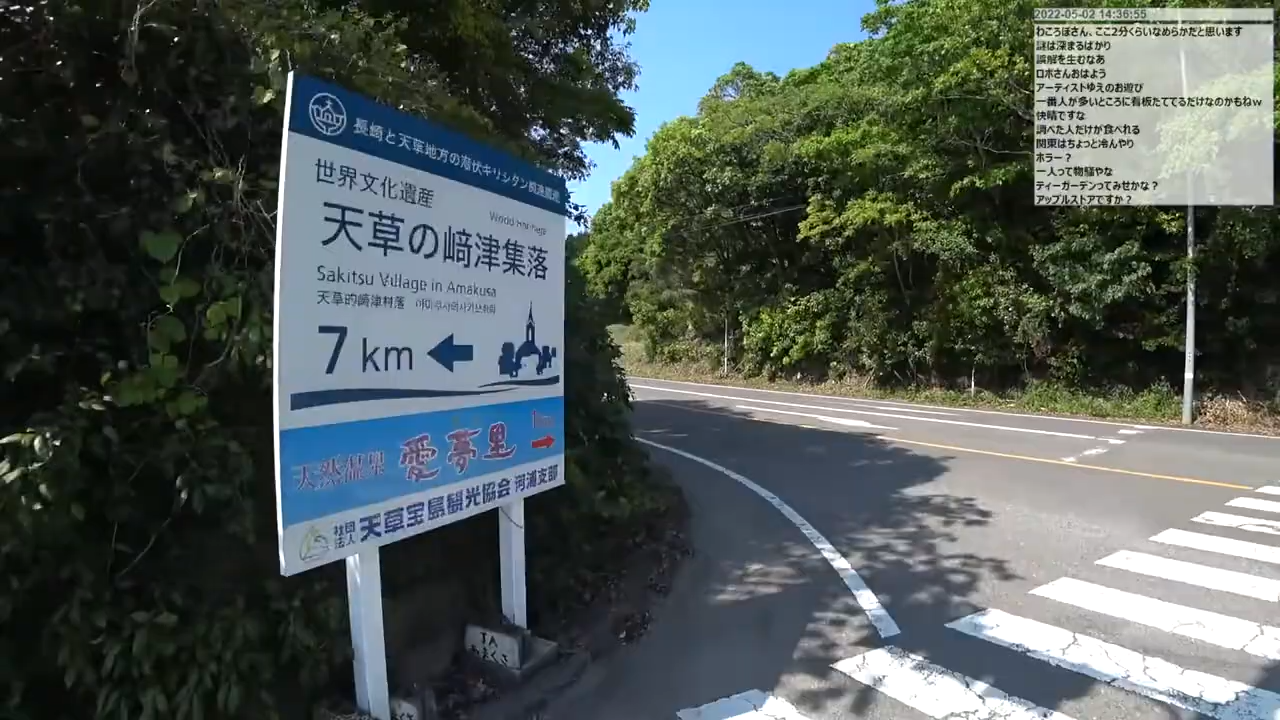 長崎と天草地方の潜伏キリシタン関連遺産
世界文化遺産
World Heritage
天草の﨑津集落
Sakitsu Village in Amakusa
天草的﨑津村落
7 km
天然温泉 愛夢里
社団法人 天草宝島観光協会 河浦支部
JA
2022-05-02 14:36:55
わころぽさん、ここ2分くらいなめらかだと思います
謎は深まるばかり
誤解を生むなあ
ロボさんおはよう
アーティストゆえのお遊び
一番人が多いところに看板たててるだけなのかもねw
快晴ですな
調べた人だけが食べれる
関東はちょっと冷んやり
ホラー?
一人って物騒やな
ティーガーデンってみせかな?
アップルストアですか?